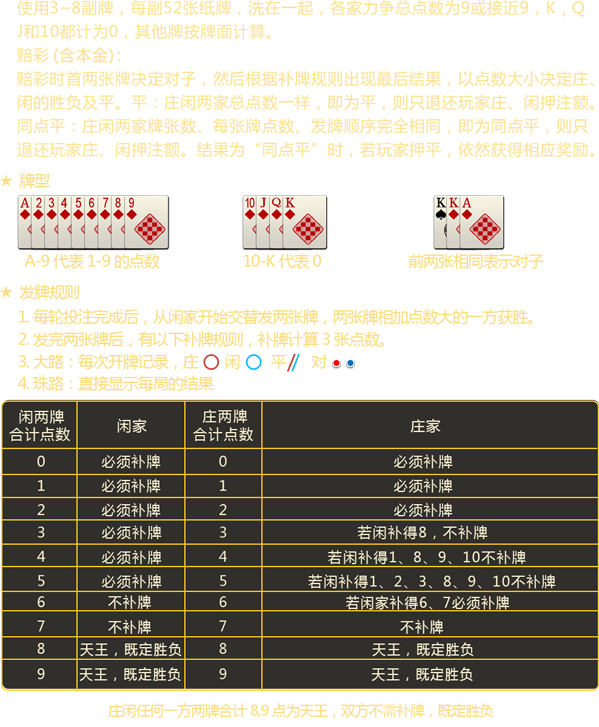 使用3~8副牌，每副52张纸牌，洗在一起，各家力争总点数为9或接近9，K，Q
J和10都计为0，其他牌按牌面计算。
赔彩 (含本金)：
赔彩时首两张牌决定对子，然后根据补牌规则出现最后结果，以点数大小决定庄、
闲的胜负及平。平：庄闲两家总点数一样，即为平，则只退还玩家庄、闲押注额。
同点平：庄闲两家牌张数、每张牌点数、发牌顺序完全相同，即为同点平，则只
退还玩家庄、闲押注额。结果为“同点平”时，若玩家押平，依然获得相应奖励。
★ 牌型
A 2 3 4 5 6 7 8 9
10 J Q K
K K A
A-9 代表 1-9 的点数
10-K 代表 0
前两张相同表示对子
★ 发牌规则
1. 每轮投注完成后，从闲家开始交替发两张牌，两张牌相加点数大的一方获胜。
2. 发完两张牌后，有以下补牌规则，补牌计算 3 张点数。
3. 大路：每次开牌记录，庄 闲 平 对
4. 珠路：直接显示每局的结果
闲两牌 合计点数 闲家 庄两牌 合计点数 庄家
0 必须补牌 0 必须补牌
1 必须补牌 1 必须补牌
2 必须补牌 2 必须补牌
3 必须补牌 3 若闲补得8，不补牌
4 必须补牌 4 若闲补得1、8、9、10不补牌
5 必须补牌 5 若闲补得1、2、3、8、9、10不补牌
6 不补牌 6 若闲家补得6、7必须补牌
7 不补牌 7 不补牌
8 天王，既定胜负 8 天王，既定胜负
9 天王，既定胜负 9 天王，既定胜负
庄闲任何一方两牌合计 8,9 点为天王，双方不需补牌，既定胜负